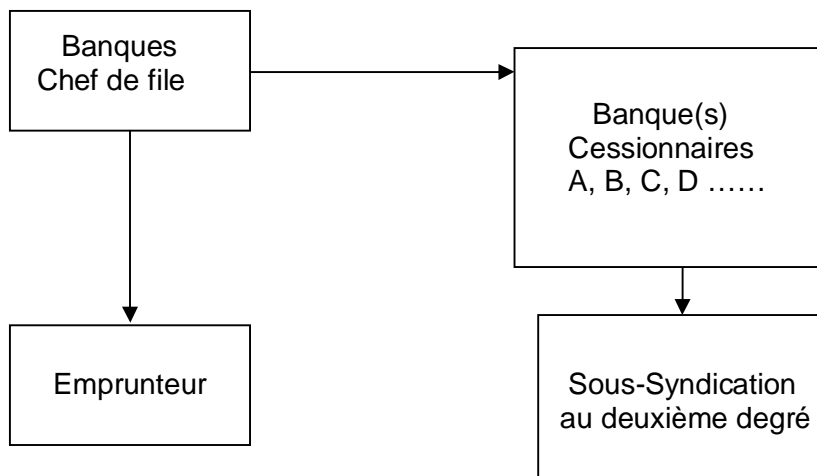 Banques
Chef de file
Banque(s)
Cessionnaires
A, B, C, D ……
Emprunteur
Sous-Syndication
au deuxième degré